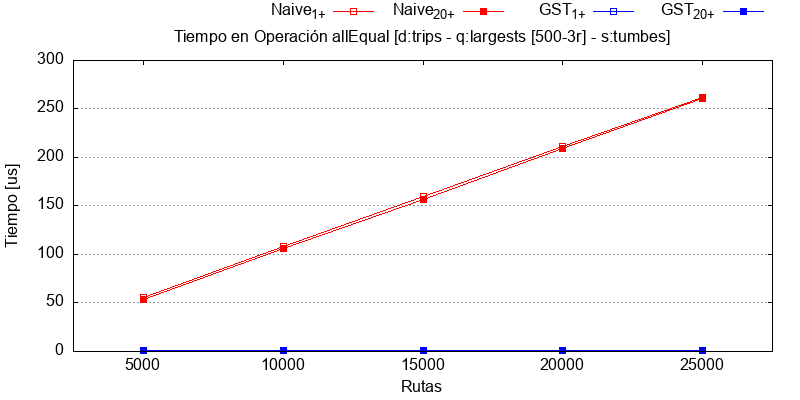 Naive1+ Naive20+ GST1+ GST20+
Tiempo en Operación allEqual [d:trips - q:largests [500-3r] - s:tumbes]
300
250
200
150
100
50
0
Tiempo [us]
5000 10000 15000 20000 25000
Rutas